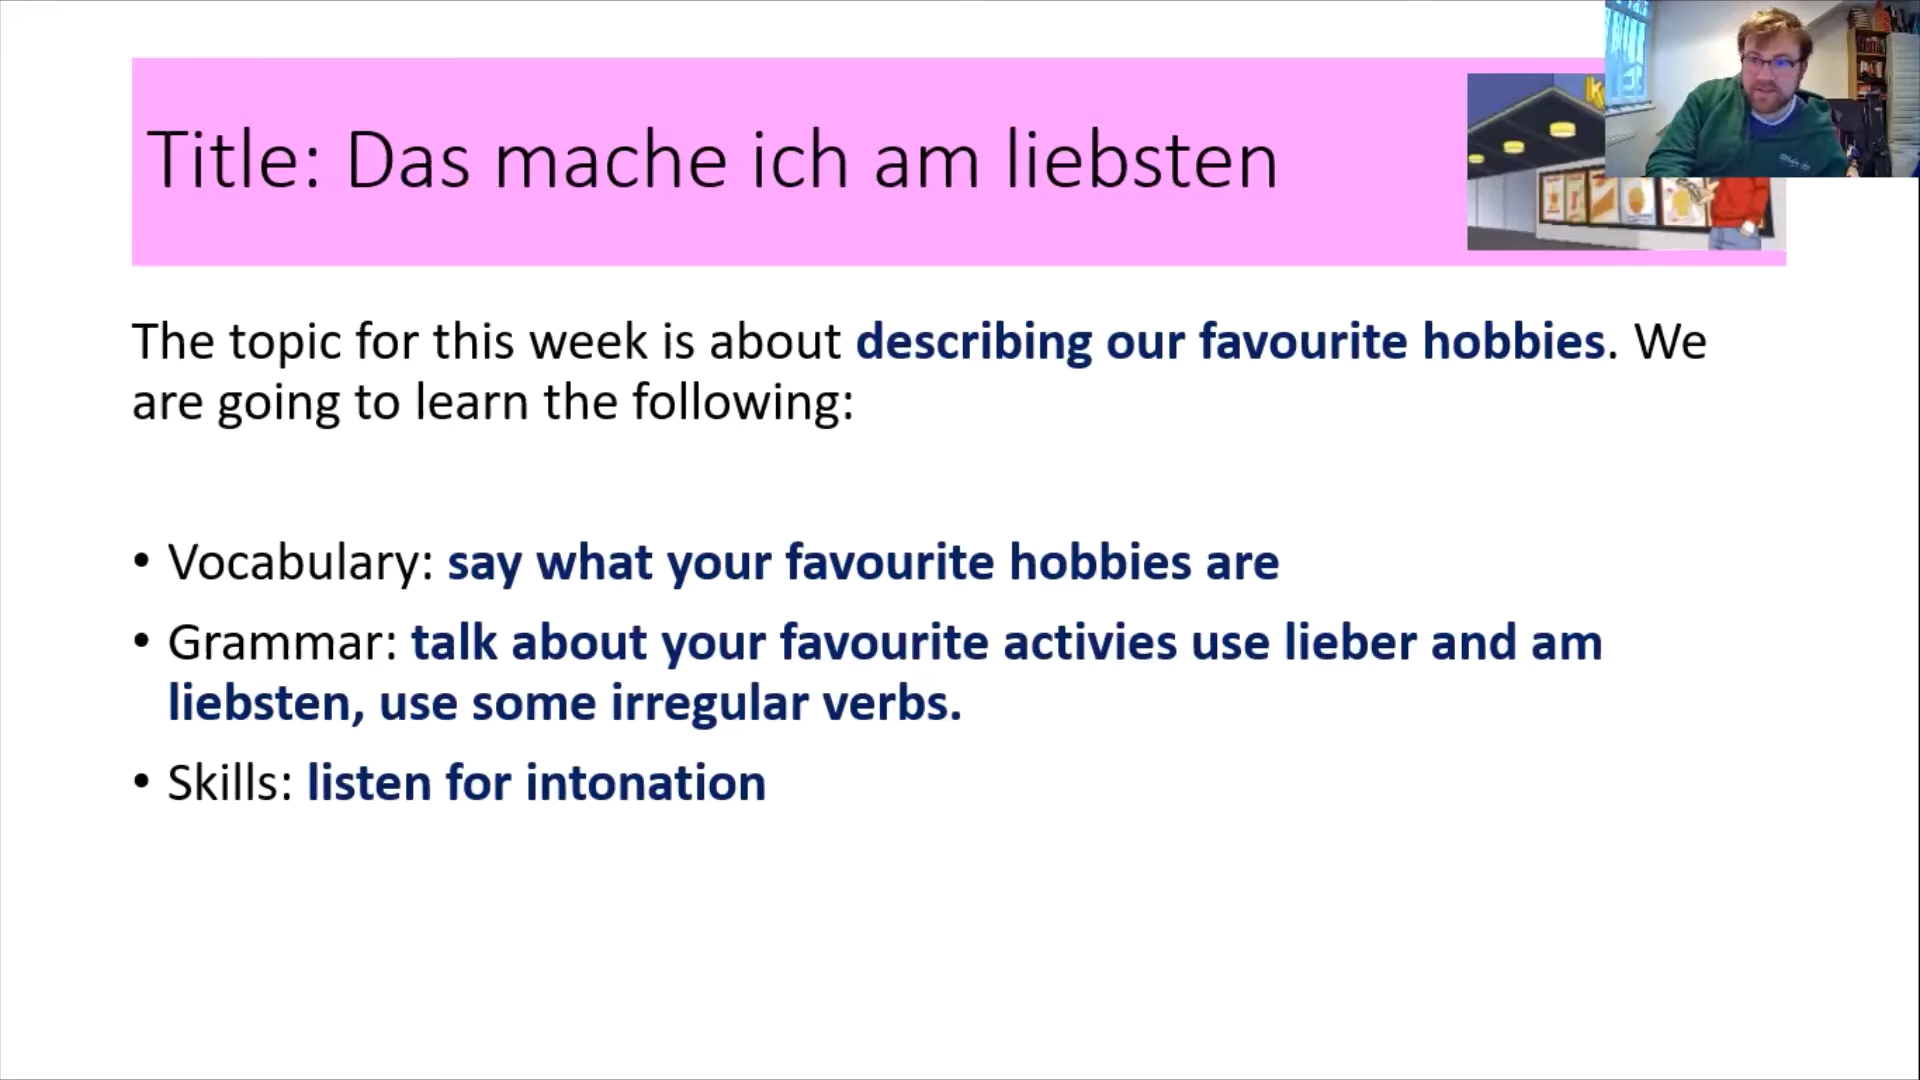 Title: Das mache ich am liebsten
The topic for this week is about describing our favourite hobbies. We
are going to learn the following:
• Vocabulary: say what your favourite hobbies are
• Grammar: talk about your favourite activies use lieber and am
liebsten, use some irregular verbs.
• Skills: listen for intonation